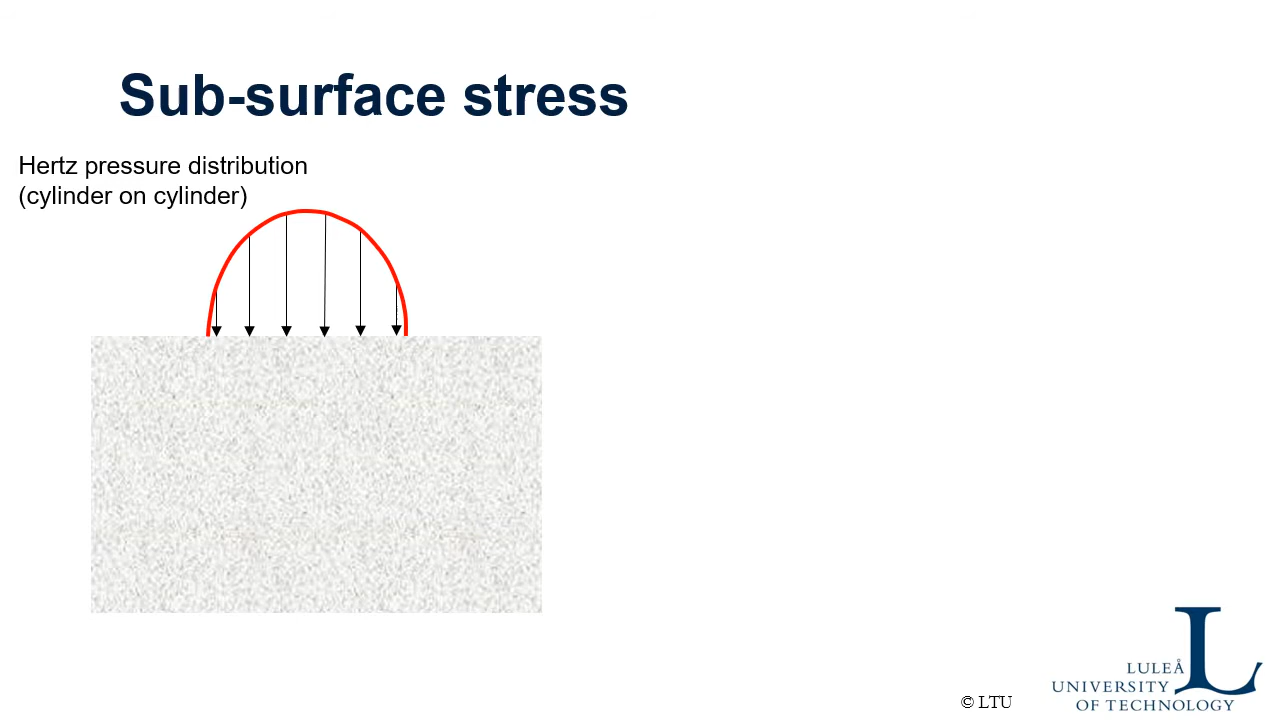 Sub-surface stress
Hertz pressure distribution
(cylinder on cylinder)
© LTU
LULEÅ
UNIVERSITY
OF TECHNOLOGY
L